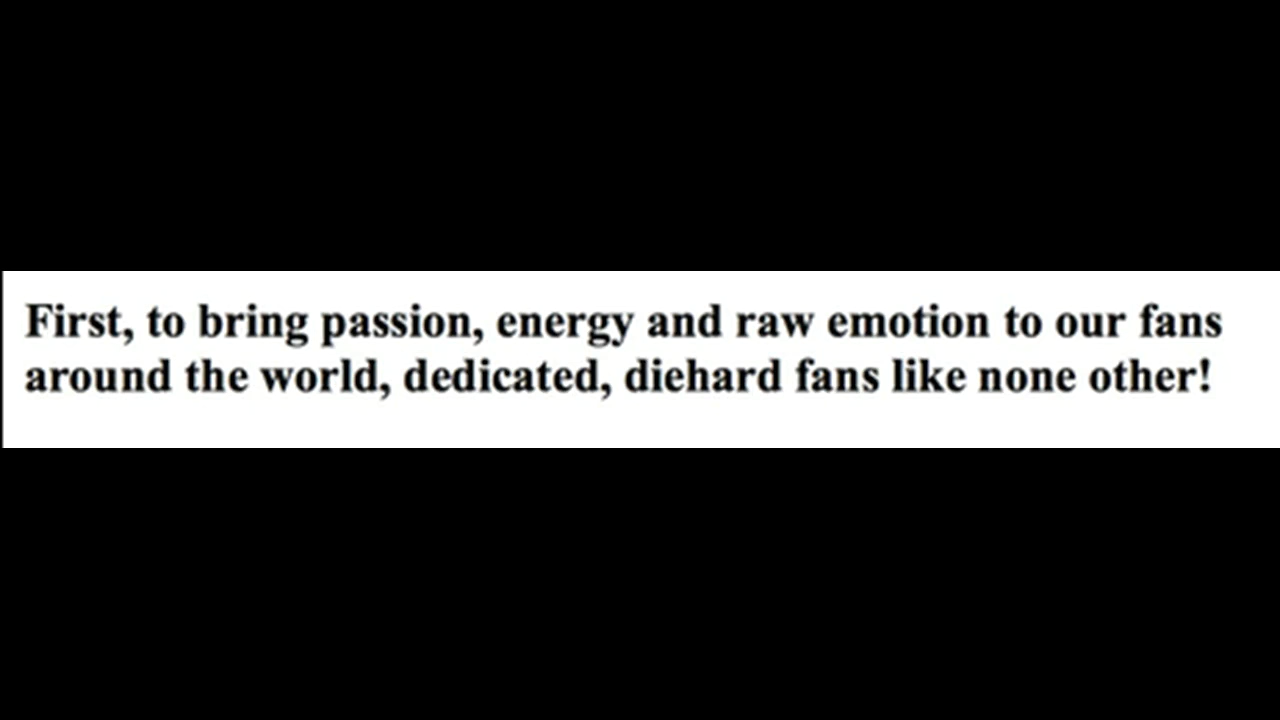 First, to bring passion, energy and raw emotion to our fans
around the world, dedicated, diehard fans like none other!